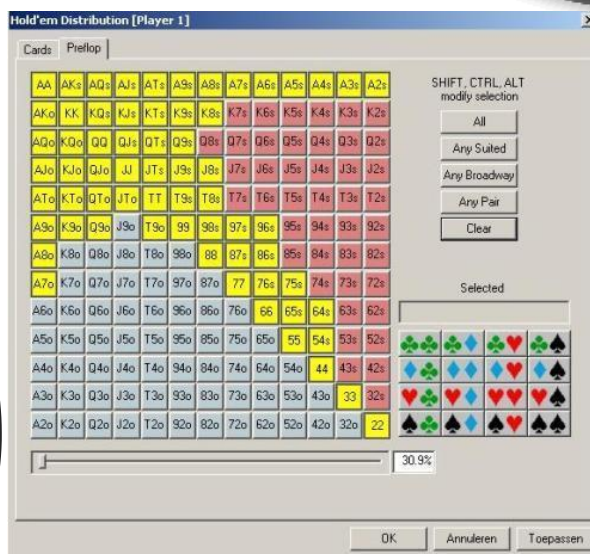 Hold'em Distribution [Player 1]
Cards Preflop
AA AKs AQs AJs ATs A9s A8s A7s A6s A5s A4s A3s A2s
AKo KK KQs KJs KTs K9s K8s K7s K6s K5s K4s K3s K2s
AQo KQo QQ QJs QTs Q9s Q8s Q7s Q6s Q5s Q4s Q3s Q2s
AJo KJo QJo JJ JTs J9s J8s J7s J6s J5s J4s J3s J2s
ATo KTo QTo JTo TT T9s T8s T7s T6s T5s T4s T3s T2s
A9o K9o Q9o J9o T9o 99 98s 97s 96s 95s 94s 93s 92s
A8o K8o Q8o J8o T8o 98o 88 87s 86s 85s 84s 83s 82s
A7o K7o Q7o J7o T7o 97o 87o 77 76s 75s 74s 73s 72s
A6o K6o Q6o J6o T6o 96o 86o 76o 66 65s 64s 63s 62s
A5o K5o Q5o J5o T5o 95o 85o 75o 65o 55 54s 53s 52s
A4o K4o Q4o J4o T4o 94o 84o 74o 64o 54o 44 43s 42s
A3o K3o Q3o J3o T3o 93o 83o 73o 63o 53o 43o 33 32s
A2o K2o Q2o J2o T2o 92o 82o 72o 62o 52o 42o 32o 22
30.9%
SHIFT, CTRL, ALT
modify selection
All
Any Suited
Any Broadway
Any Pair
Clear
Selected
OK Annuleren Toepassen